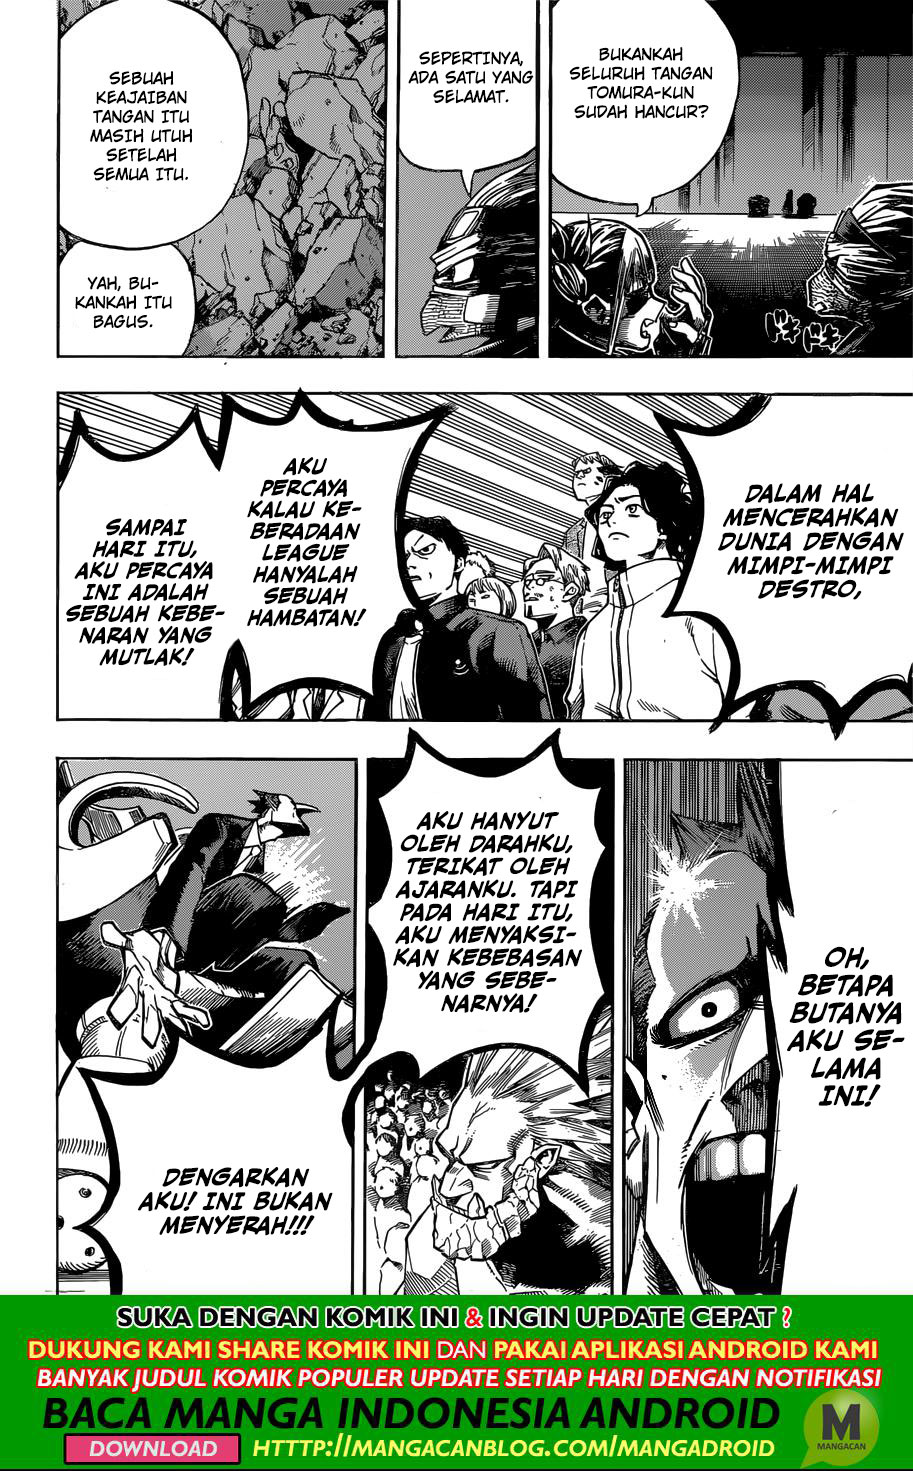 BUKANKAH
SELURUH TANGAN
TOMURA-KUN
SUDAH HANCUR?
SEPERTINYA,
ADA SATU YANG
SELAMAT.
SEBUAH
KEAJAIBAN
TANGAN ITU
MASIH UTUH
SETELAH
SEMUA ITU.
YAH, BU-
KANKAH ITU
BAGUS.
ドキ
ドキ
DALAM HAL
MENCERAHKAN
DUNIA DENGAN
MIMPI-MIMPI
DESTRO,
AKU
PERCAYA
KALAU KE-
BERADAAN
LEAGUE
HANYALAH
SEBUAH
HAMBATAN!
SAMPAI
HARI ITU,
AKU PERCAYA
INI ADALAH
SEBUAH KEBE-
NARAN YANG
MUTLAK!
OH,
BETAPA
BUTANYA
AKU SE-
LAMA
INI!
AKU HANYUT
OLEH DARAHKU,
TERIKAT OLEH
AJARANKU. TAPI
PADA HARI ITU,
AKU MENYAKSI-
KAN KEBEBASAN
YANG SEBE-
NARNYA!
DENGARKAN
AKU! INI BUKAN
MENYERAH!!!
SUKA DENGAN KOMIK INI & INGIN UPDATE CEPAT ?
DUKUNG KAMI SHARE KOMIK INI DAN PAKAI APLIKASI ANDROID KAMI
BANYAK JUDUL KOMIK POPULER UPDATE SETIAP HARI DENGAN NOTIFIKASI
BACA MANGA INDONESIA ANDROID
DOWNLOAD HTTTP://MANGACANBLOG.COM/MANGADROID
M
MANGACAN